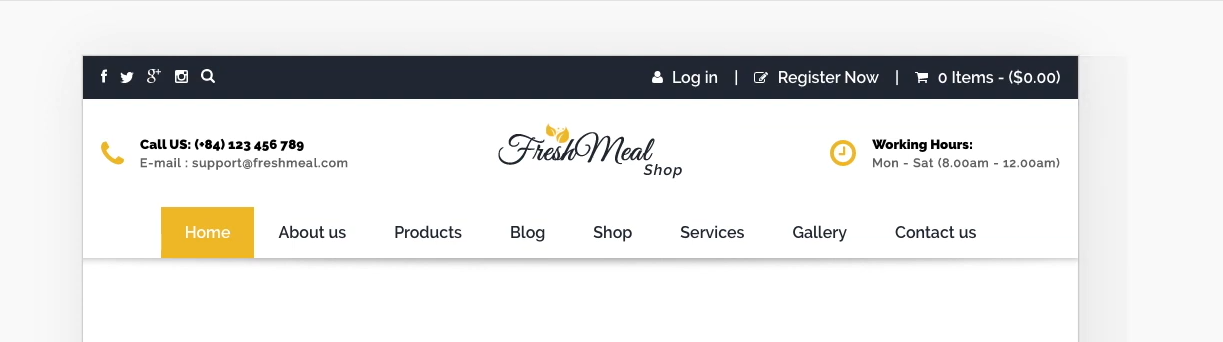 Log in | Register Now | 0 Items - ($0.00)
Call US: (+84) 123 456 789
E-mail : support@freshmeal.com
FreshMeal
Shop
Working Hours:
Mon - Sat (8.00am - 12.00am)
Home About us Products Blog Shop Services Gallery Contact us